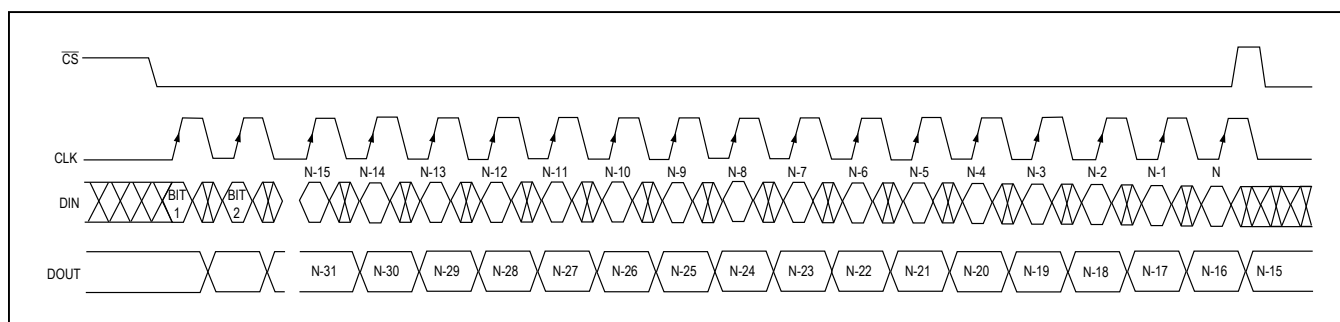 CS
CLK
N-15 N-14 N-13 N-12 N-11 N-10 N-9 N-8 N-7 N-6 N-5 N-4 N-3 N-2 N-1 N
DIN BIT 1 BIT 2
DOUT N-31 N-30 N-29 N-28 N-27 N-26 N-25 N-24 N-23 N-22 N-21 N-20 N-19 N-18 N-17 N-16 N-15